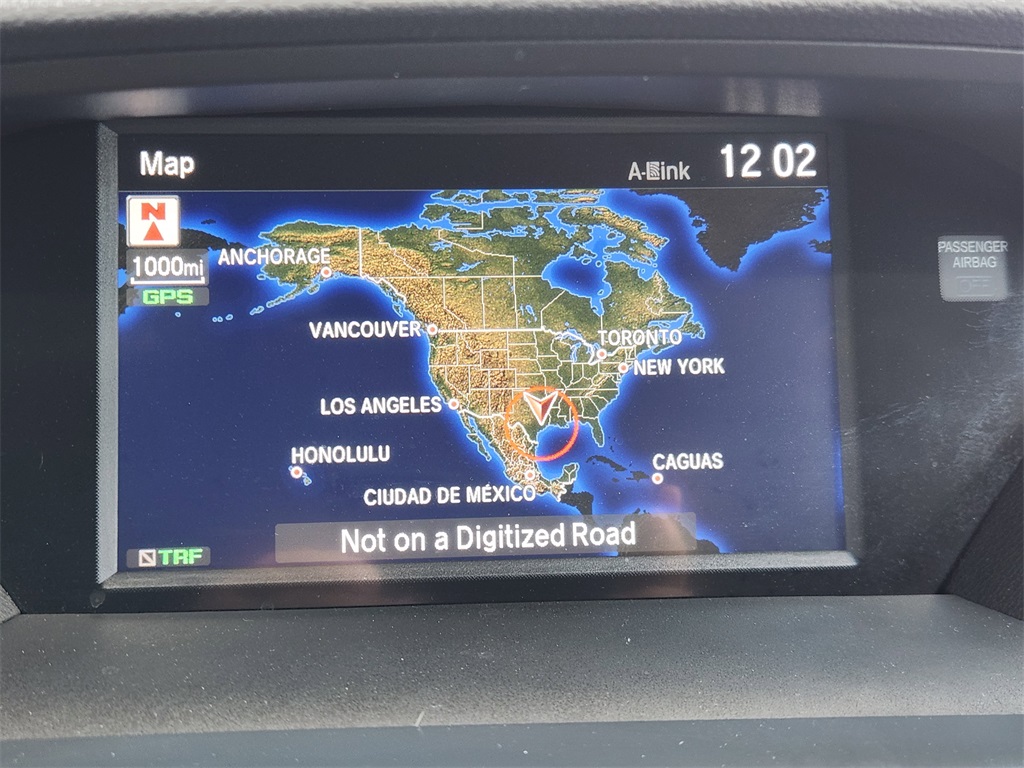 Map
A-Link
12 02
N
1000mi
GPS
ANCHORAGE
PASSENGER
AIRBAG
OFF
VANCOUVER
TORONTO
NEW YORK
LOS ANGELES
HONOLULU
CAGUAS
CIUDAD DE MÉXICO
Not on a Digitized Road
TRF